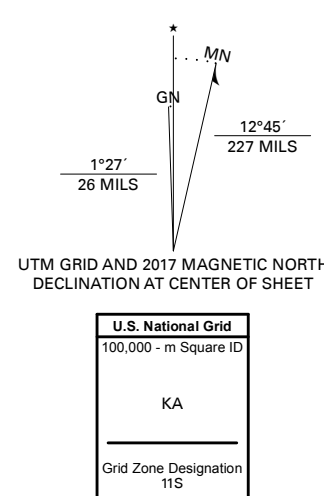 ★
MN
GN
12°45´
227 MILS
1°27´
26 MILS
UTM GRID AND 2017 MAGNETIC NORTH
DECLINATION AT CENTER OF SHEET
U.S. National Grid
100,000 - m Square ID
KA
Grid Zone Designation
11S